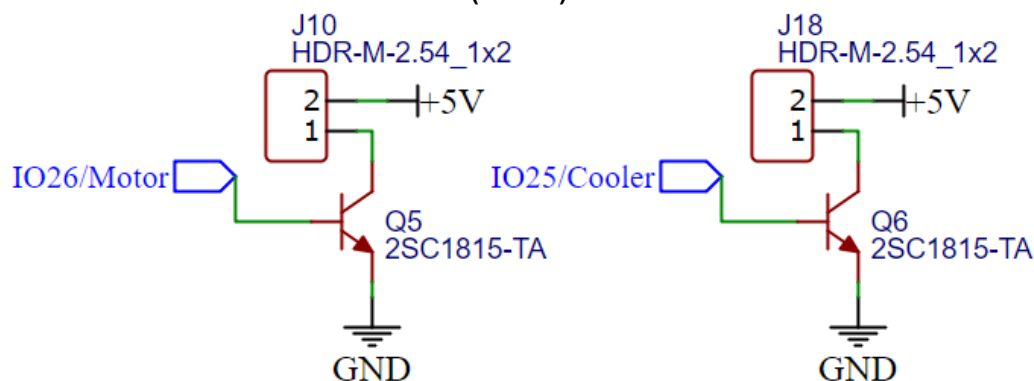 J10
HDR-M-2.54_1x2
2
+5V
1
IO26/Motor
Q5
2SC1815-TA
GND
J18
HDR-M-2.54_1x2
2
+5V
1
IO25/Cooler
Q6
2SC1815-TA
GND